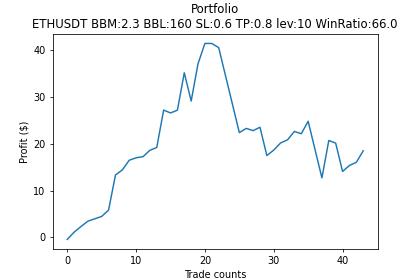 Portfolio
ETHUSDT BBM:2.3 BBL:160 SL:0.6 TP:0.8 lev:10 WinRatio:66.0
40
30
20
10
0
Profit ($)
0 10 20 30 40
Trade counts